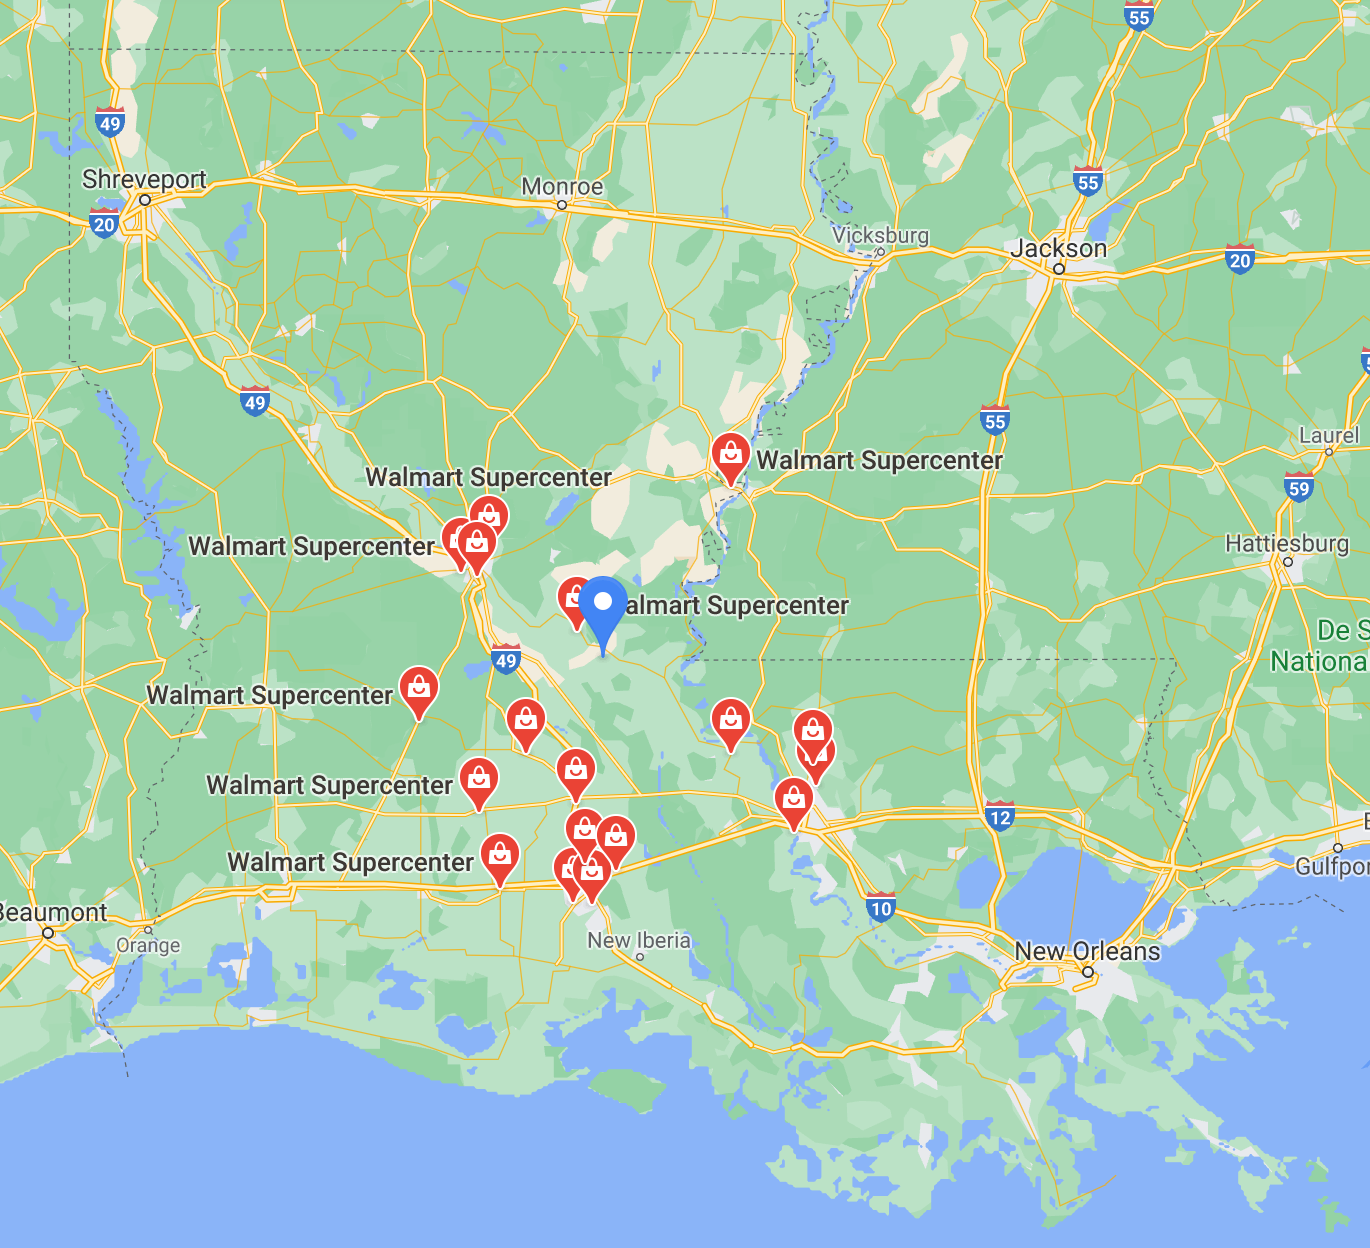 55
49
Shreveport
20
Monroe
55
Vicksburg
Jackson
20
49
55
Laurel
Walmart Supercenter
Walmart Supercenter
59
Walmart Supercenter
Hattiesburg
almart Supercenter
De S
National
49
Walmart Supercenter
Walmart Supercenter
12
Walmart Supercenter
Gulfpor
10
Beaumont
Orange
New Iberia
New Orleans